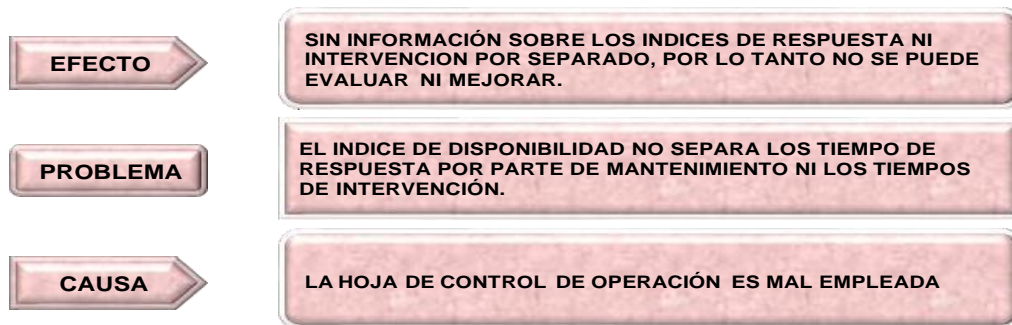 EFECTO
SIN INFORMACIÓN SOBRE LOS INDICES DE RESPUESTA NI
INTERVENCION POR SEPARADO, POR LO TANTO NO SE PUEDE
EVALUAR NI MEJORAR.
PROBLEMA
EL INDICE DE DISPONIBILIDAD NO SEPARA LOS TIEMPO DE
RESPUESTA POR PARTE DE MANTENIMIENTO NI LOS TIEMPOS
DE INTERVENCIÓN.
CAUSA
LA HOJA DE CONTROL DE OPERACIÓN ES MAL EMPLEADA